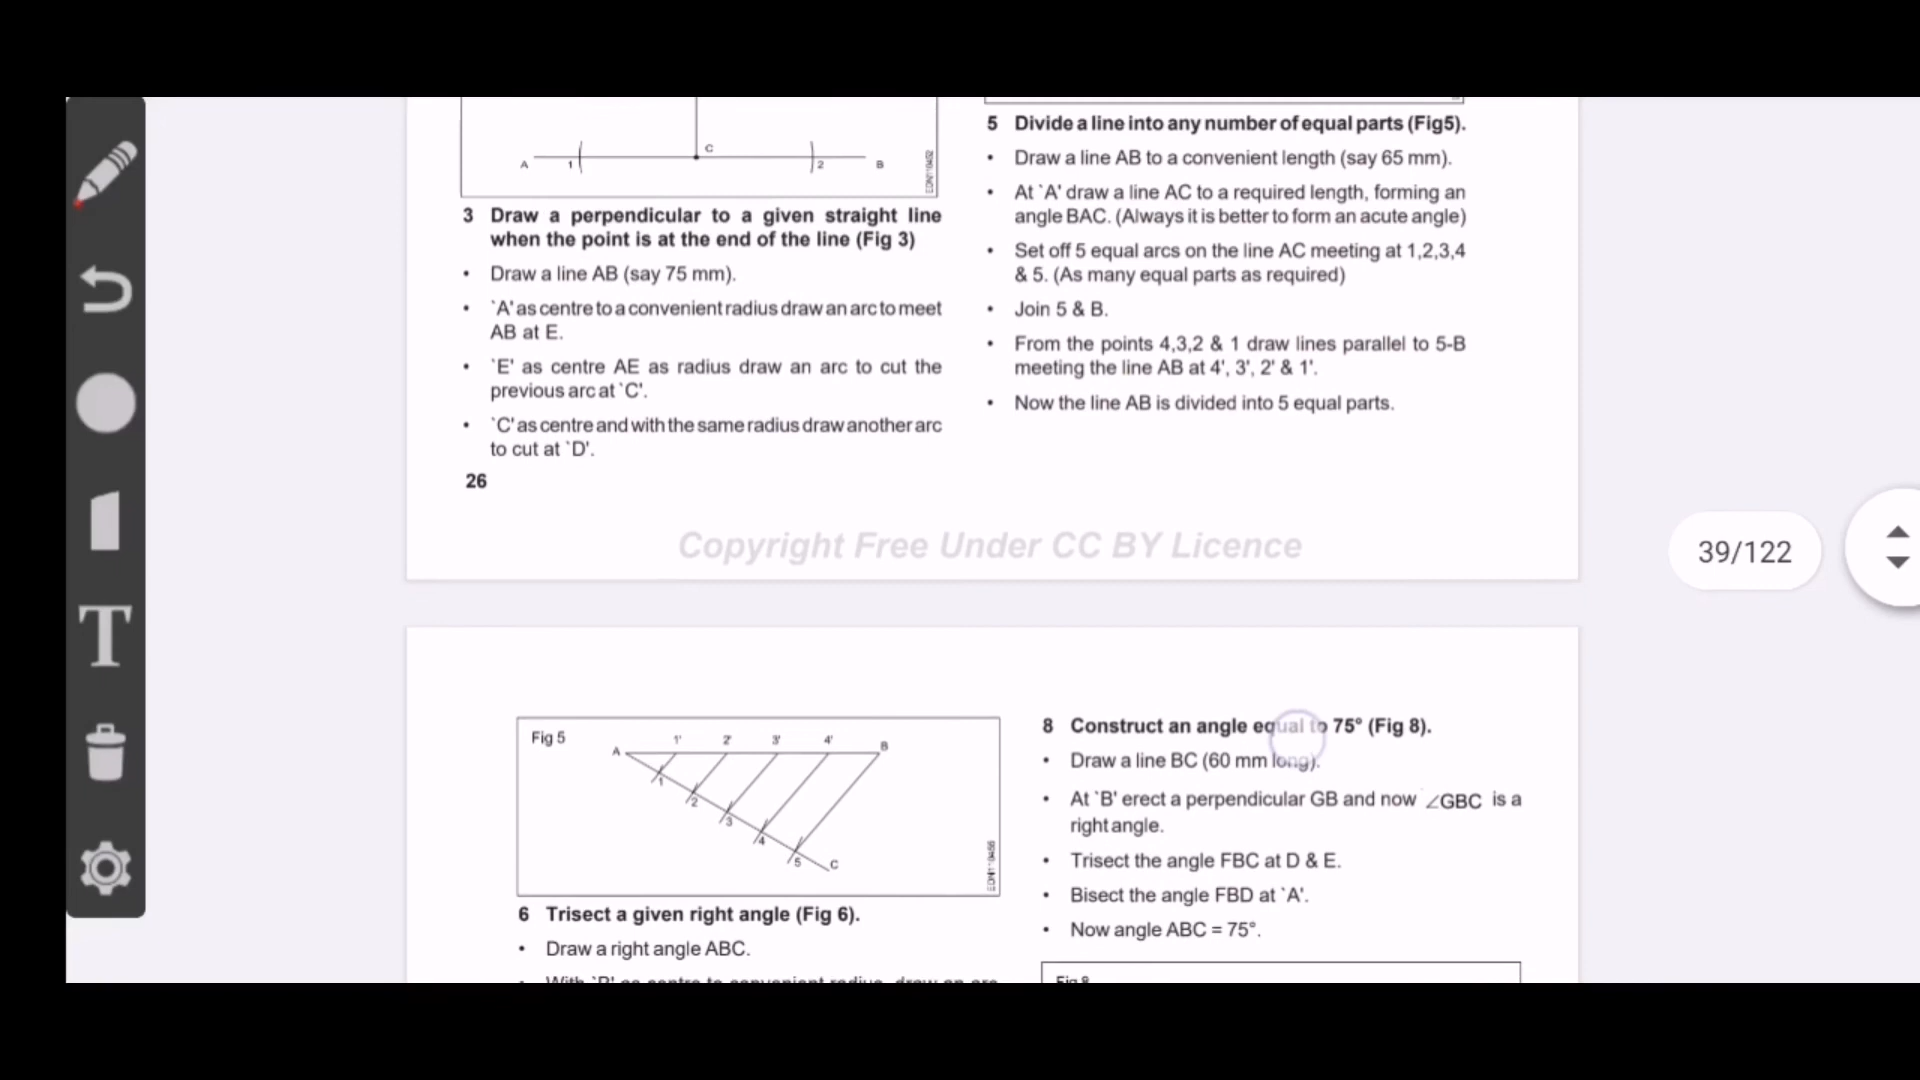 C
A
1
2
B
3 Draw a perpendicular to a given straight line
when the point is at the end of the line (Fig 3)
• Draw a line AB (say 75 mm).
• `A' as centre to a convenient radius draw an arc to meet
AB at E.
• `E' as centre AE as radius draw an arc to cut the
previous arc at `C'.
• `C' as centre and with the same radius draw another arc
to cut at `D'.
26
5 Divide a line into any number of equal parts (Fig5).
• Draw a line AB to a convenient length (say 65 mm).
• At `A' draw a line AC to a required length, forming an
angle BAC. (Always it is better to form an acute angle)
• Set off 5 equal arcs on the line AC meeting at 1,2,3,4
& 5. (As many equal parts as required)
• Join 5 & B.
• From the points 4,3,2 & 1 draw lines parallel to 5-B
meeting the line AB at 4', 3', 2' & 1'.
• Now the line AB is divided into 5 equal parts.
Copyright Free Under CC BY Licence
39/122
T
Fig 5
A
1'
2'
3'
4'
B
1
2
3
4
5
C
6 Trisect a given right angle (Fig 6).
• Draw a right angle ABC.
• With `B' as centre to convenient radius, draw an arc
8 Construct an angle equal to 75° (Fig 8).
• Draw a line BC (60 mm long).
• At `B' erect a perpendicular GB and now ∠GBC is a
right angle.
• Trisect the angle FBC at D & E.
• Bisect the angle FBD at `A'.
• Now angle ABC = 75°.
Fig 8